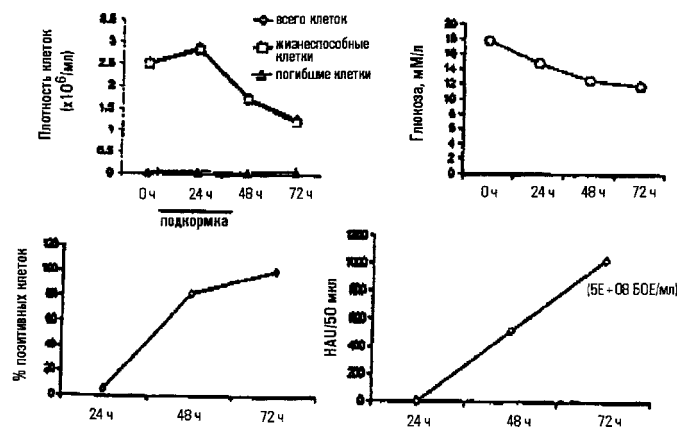 Плотность клеток
(x10⁶/мл)
3.5
3
2.5
2
1.5
1
0.5
0
0 ч 24 ч 48 ч 72 ч
подкормка
всего клеток
жизнеспособные
клетки
погибшие клетки
Глюкоза, мМ/л
20
18
16
14
12
10
8
6
4
2
0
0 ч 24 ч 48 ч 72 ч
% позитивных клеток
120
100
80
60
40
20
0
24 ч 48 ч 72 ч
HAU/50 мкл
1200
1000
800
600
400
200
0
24 ч 48 ч 72 ч
(5E+08 БОЕ/мл)